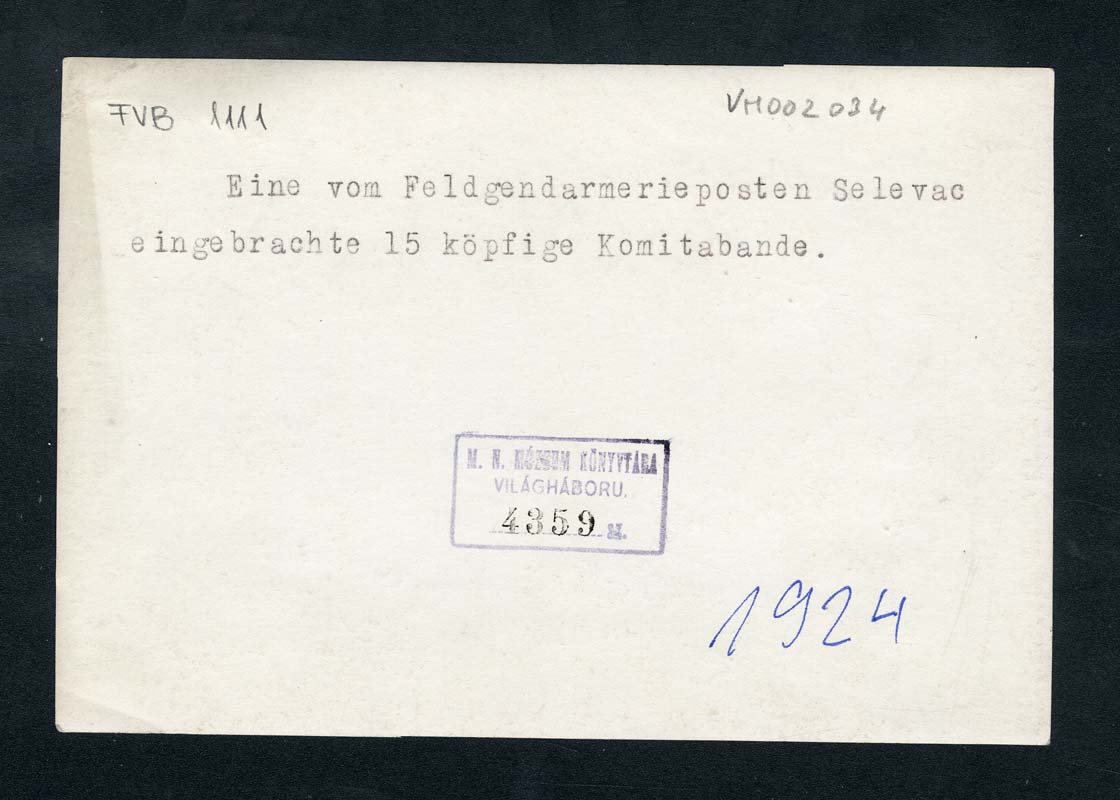 FVB 1111
VH002034
Eine vom Feldgendarmerieposten Selevac
eingebrachte 15 köpfige Komitabande.
M. N. MÚZEUM KÖNYVTÁRA
VILÁGHÁBORU.
4359 sz.
1924